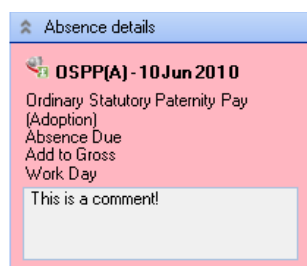 Absence details
OSPP(A) - 10 Jun 2010
Ordinary Statutory Paternity Pay
(Adoption)
Absence Due
Add to Gross
Work Day
This is a comment!